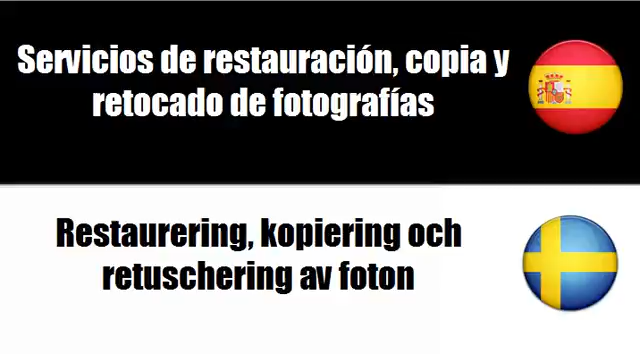 Servicios de restauración, copia y
retocado de fotografías
Restaurering, kopiering och
retuschering av foton